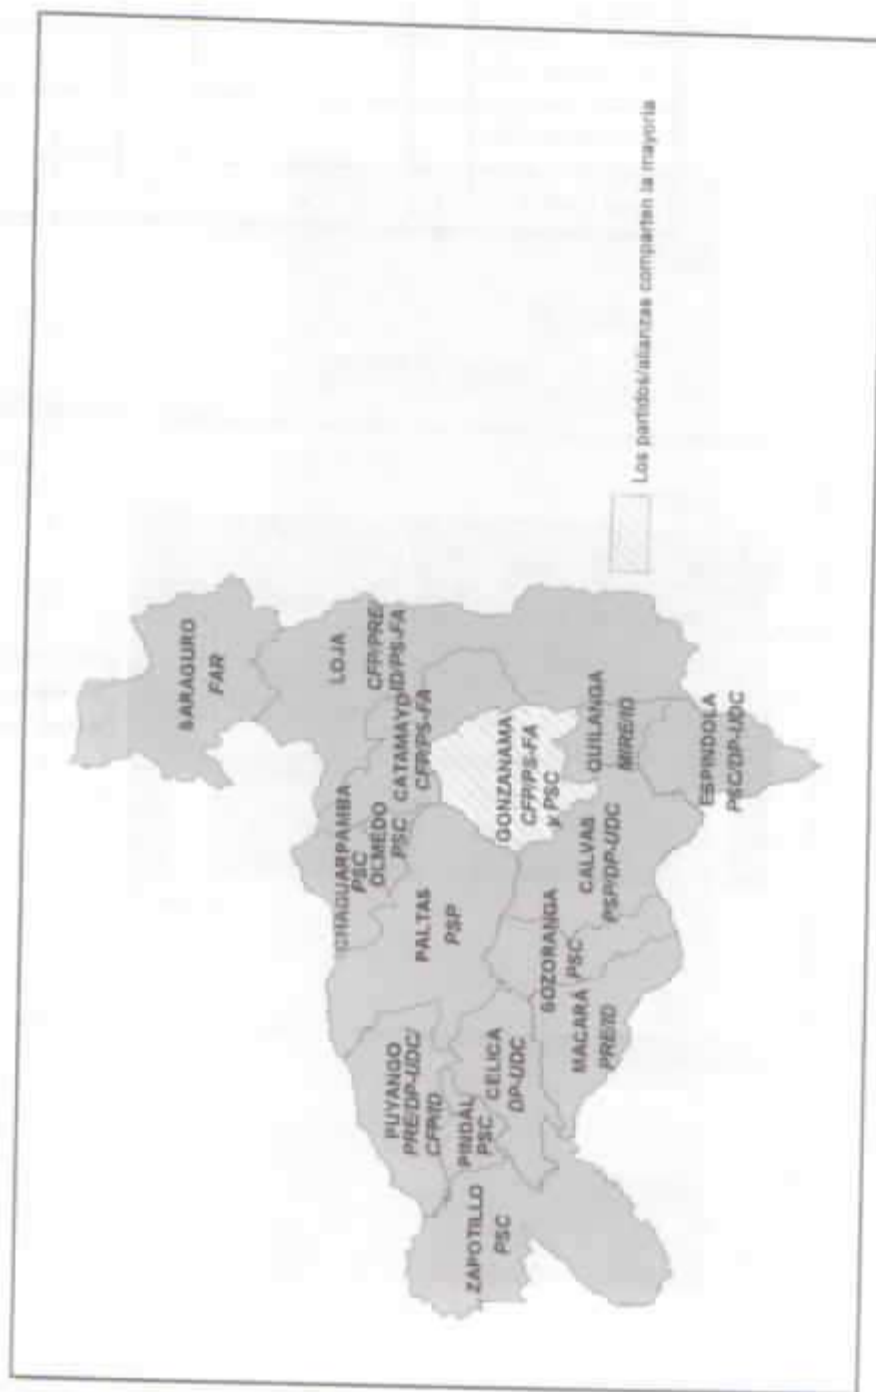 SARAGURO
FAR
LOJA
CFP/PRE/
ID/PS-FA
CATAMAYO
CFP/PS-FA
CHAGUARPAMBA
PSC
OLMEDO
PSC
PALTAS
PSP
GONZANAMA
CFP/PS-FA
y PSC
QUILANGA
MIRE/ID
ESPINDOLA
PSC/DP-UDC
CALVAS
PSP/DP-UDC
SOZORANGA
PSC
MACARA
PRE/ID
CELICA
DP-UDC
PUYANGO
PRE/DP-UDC/
CFP/ID
PINDAL
PSC
ZAPOTILLO
PSC
Los partidos/alianzas comparten la mayoría